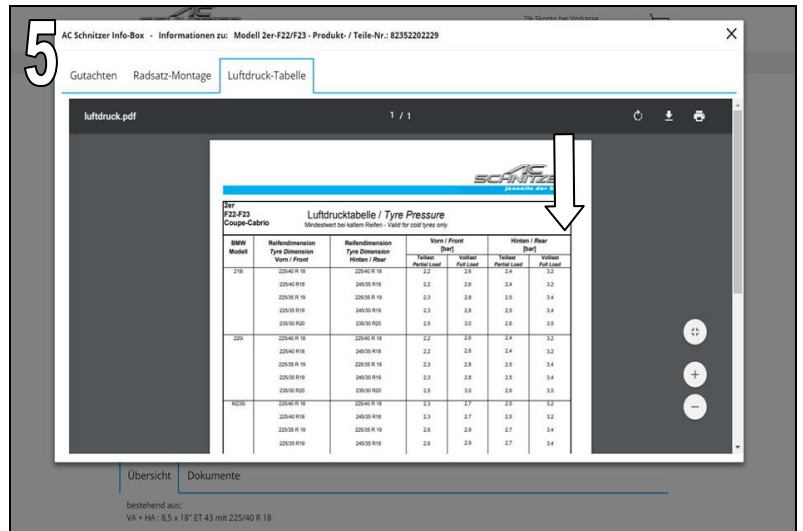 5
AC SCHNITZER
2% Skonto bei Vorkasse
AC Schnitzer Info-Box - Informationen zu: Modell 2er-F22/F23 - Produkt- / Teile-Nr.: 82352202229
X
Gutachten Radsatz-Montage Luftdruck-Tabelle
luftdruck.pdf 1 / 1
AC
SCHNITZE
jenseits der
2er
F22-F23
Coupe-Cabrio
Luftdrucktabelle / Tyre Pressure
Mindestwert bei kaltem Reifen - Valid for cold tyres only
BMW Modell Reifendimension Tyre Dimension Vorn / Front Reifendimension Tyre Dimension Hinten / Rear Vorn / Front [bar] Hinten / Rear [bar]
Teillast Partial Load Volllast Full Load Teillast Partial Load Volllast Full Load
218i 225/40 R 18 225/40 R 18 2,2 2,6 2,4 3,2
225/40 R18 245/35 R18 2,2 2,6 2,4 3,2
225/35 R 19 225/35 R 19 2,3 2,8 2,5 3,4
225/35 R19 245/30 R19 2,3 2,8 2,5 3,4
235/30 R20 235/30 R20 2,5 3,0 2,6 3,5
220i 225/40 R 18 225/40 R 18 2,2 2,6 2,4 3,2
225/40 R18 245/35 R18 2,2 2,6 2,4 3,2
225/35 R 19 225/35 R 19 2,3 2,8 2,5 3,4
225/35 R19 245/30 R19 2,3 2,8 2,5 3,4
235/30 R20 235/30 R20 2,5 3,0 2,6 3,5
M235i 225/40 R 18 225/40 R 18 2,3 2,7 2,5 3,2
225/40 R18 245/35 R18 2,3 2,7 2,5 3,2
225/35 R 19 225/35 R 19 2,6 2,9 2,7 3,4
225/35 R19 245/30 R19 2,6 2,9 2,7 3,4
Übersicht Dokumente
bestehend aus:
VA + HA : 8,5 x 18" ET 43 mit 225/40 R 18